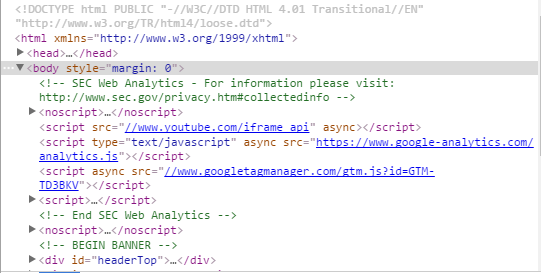 <!DOCTYPE html PUBLIC "-//W3C//DTD HTML 4.01 Transitional//EN"
"http://www.w3.org/TR/html4/loose.dtd">
<html xmlns="http://www.w3.org/1999/xhtml">
▶<head>…</head>
…▼<body style="margin: 0">
<!-- SEC Web Analytics - For information please visit:
http://www.sec.gov/privacy.htm#collectedinfo -->
▶<noscript>…</noscript>
<script src="//www.youtube.com/iframe_api" async></script>
<script type="text/javascript" async src="https://www.google-analytics.com/
analytics.js"></script>
<script async src="//www.googletagmanager.com/gtm.js?id=GTM-
TD3BKV"></script>
▶<script>…</script>
<!-- End SEC Web Analytics -->
▶<noscript>…</noscript>
<!-- BEGIN BANNER -->
▶<div id="headerTop">…</div>